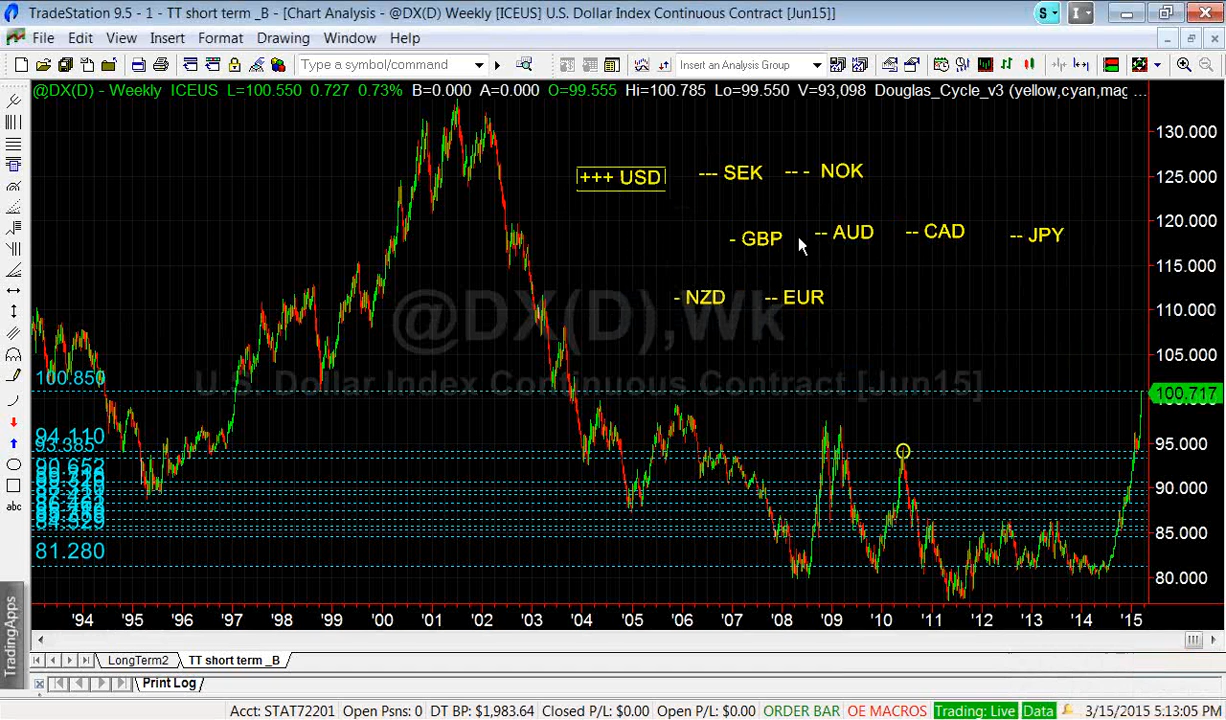 TradeStation 9.5 - 1 - TT short term _B - [Chart Analysis - @DX(D) Weekly [ICEUS] U.S. Dollar Index Continuous Contract [Jun15]]
S
I
File Edit View Insert Format Drawing Window Help
Type a symbol/command
Insert an Analysis Group
@DX(D) - Weekly ICEUS L=100.550 0.727 0.73% B=0.000 A=0.000 O=99.555 Hi=100.785 Lo=99.550 V=93,098 Douglas_Cycle_v3 (yellow,cyan,mag ...
130.000
+++ USD --- SEK -- - NOK
125.000
120.000
- GBP -- AUD -- CAD -- JPY
115.000
- NZD -- EUR
110.000
@DX(D),Wk
105.000
U.S. Dollar Index Continuous Contract [Jun15]
100.850
100.717
94.110
95.000
93.385
90.652
90.000
84.529
85.000
81.280
80.000
'94 '95 '96 '97 '98 '99 '00 '01 '02 '03 '04 '05 '06 '07 '08 '09 '10 '11 '12 '13 '14 '15
TradingApps
abc
LongTerm2 TT short term _B
Print Log
Acct: STAT72201 Open Psns: 0 DT BP: $1,983.64 Closed P/L: $0.00 Open P/L: $0.00 ORDER BAR OE MACROS Trading: Live Data 3/15/2015 5:13:05 PM